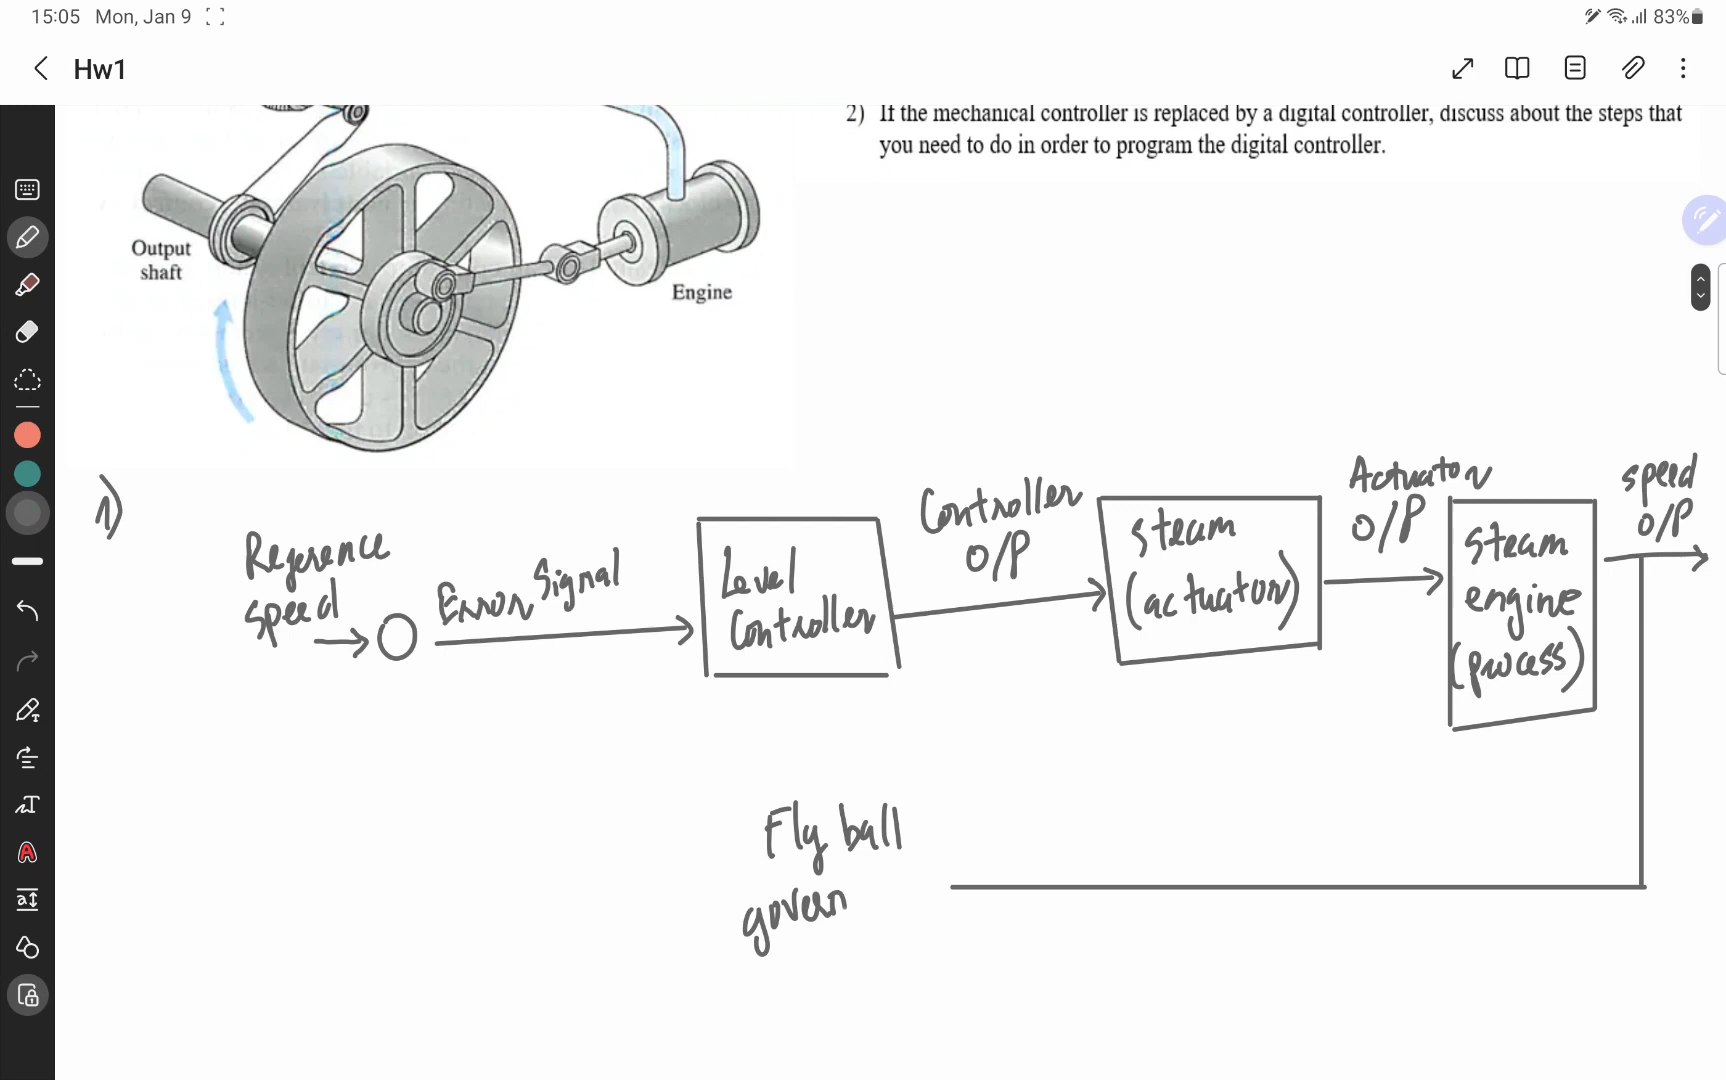 15:05 Mon, Jan 9
83%
Hw1
2) If the mechanical controller is replaced by a digital controller, discuss about the steps that
you need to do in order to program the digital controller.
Output
shaft
Engine
1)
Reference
speed
Error Signal
Level
Controller
Controller
O/P
Steam
(actuator)
Actuator
O/P
Steam
engine
(process)
speed
O/P
Fly ball
govern